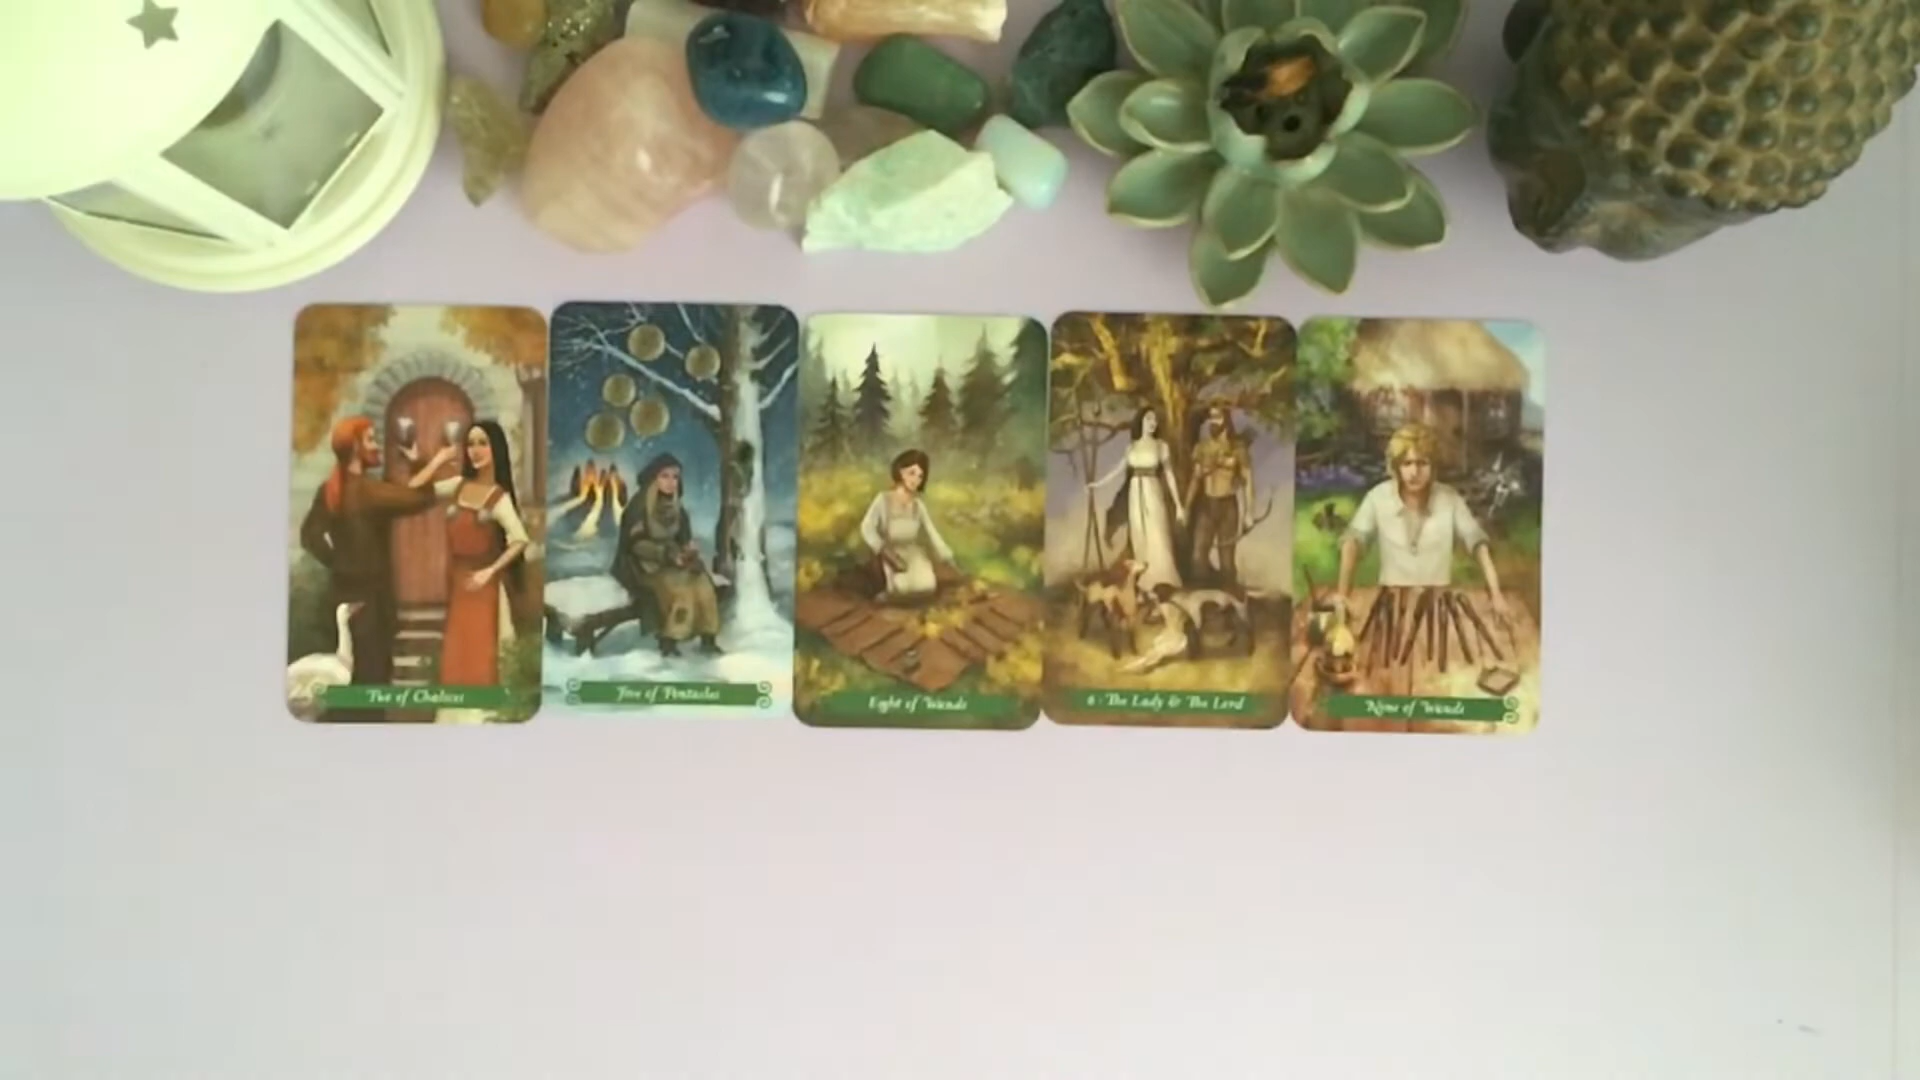 Two of Chalices
Five of Pentacles
Eight of Wands
6 · The Lady & The Lord
Nine of Wands